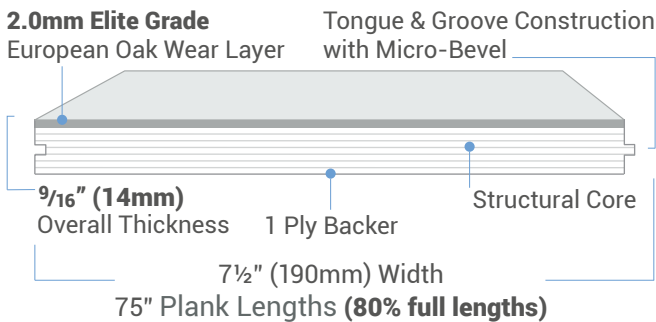 2.0mm Elite Grade
European Oak Wear Layer
Tongue & Groove Construction
with Micro-Bevel
9/16" (14mm)
Overall Thickness
1 Ply Backer
Structural Core
7½" (190mm) Width
75" Plank Lengths (80% full lengths)